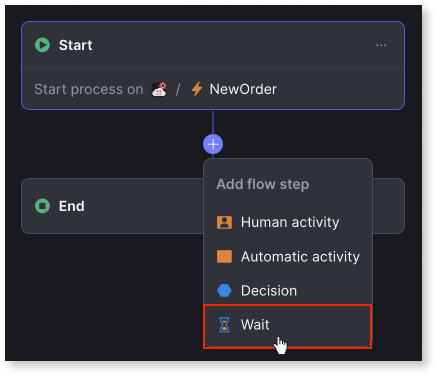 Start
Start process on / NewOrder
Add flow step
End
Human activity
Automatic activity
Decision
Wait